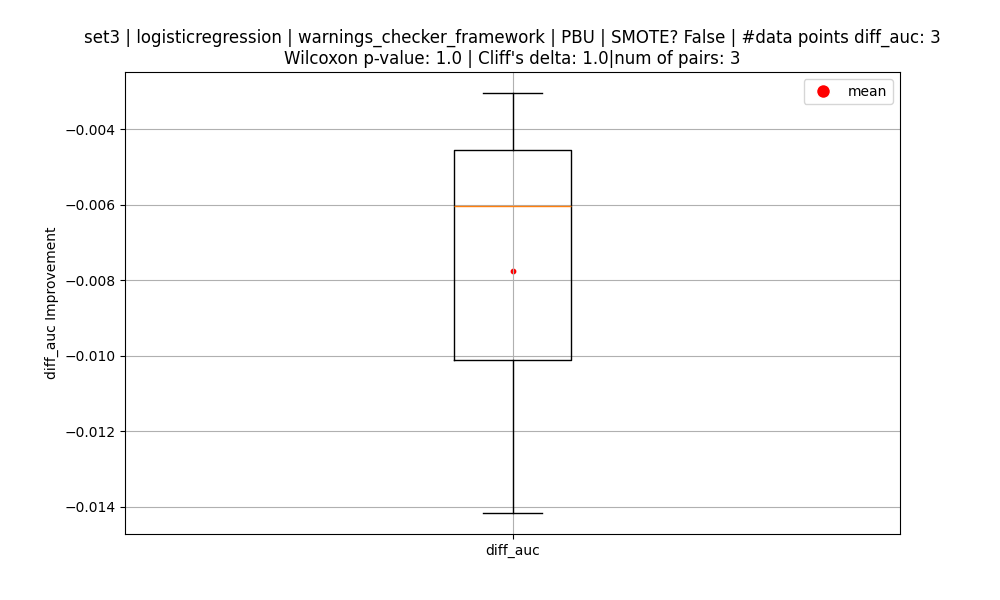 set3 | logisticregression | warnings_checker_framework | PBU | SMOTE? False | #data points diff_auc: 3
Wilcoxon p-value: 1.0 | Cliff's delta: 1.0|num of pairs: 3
mean
−0.004
−0.006
−0.008
−0.010
−0.012
−0.014
diff_auc Improvement
diff_auc